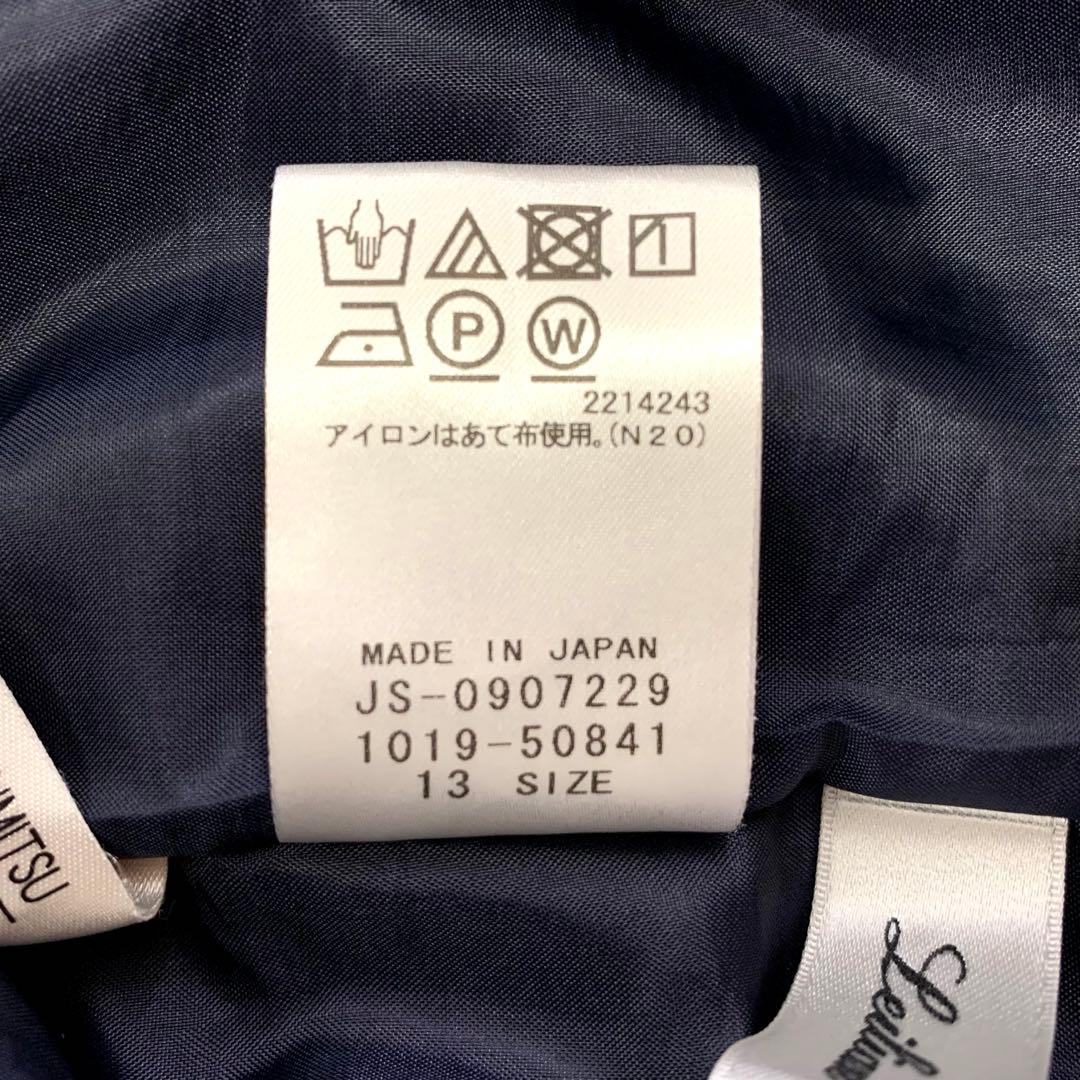 P W
2214243
アイロンはあて布使用。(N20)
MADE IN JAPAN
JS-0907229
1019-50841
13 SIZE